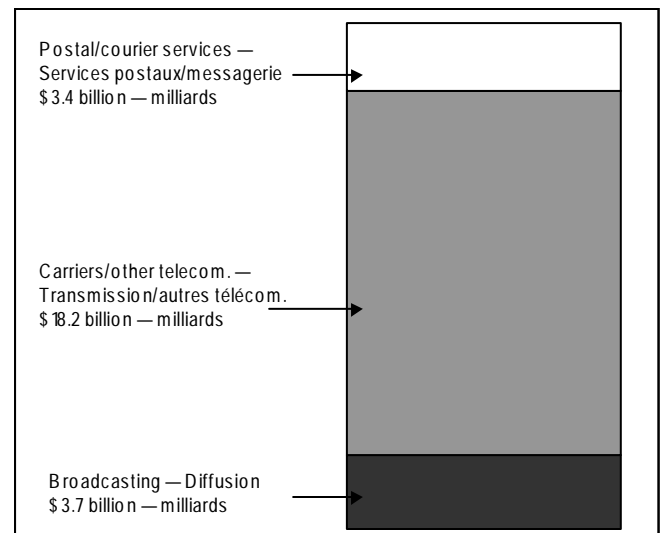 Postal/courier services —
Services postaux/messagerie
$3.4 billion — milliards
Carriers/other telecom. —
Transmission/autres télécom.
$18.2 billion — milliards
Broadcasting — Diffusion
$3.7 billion — milliards